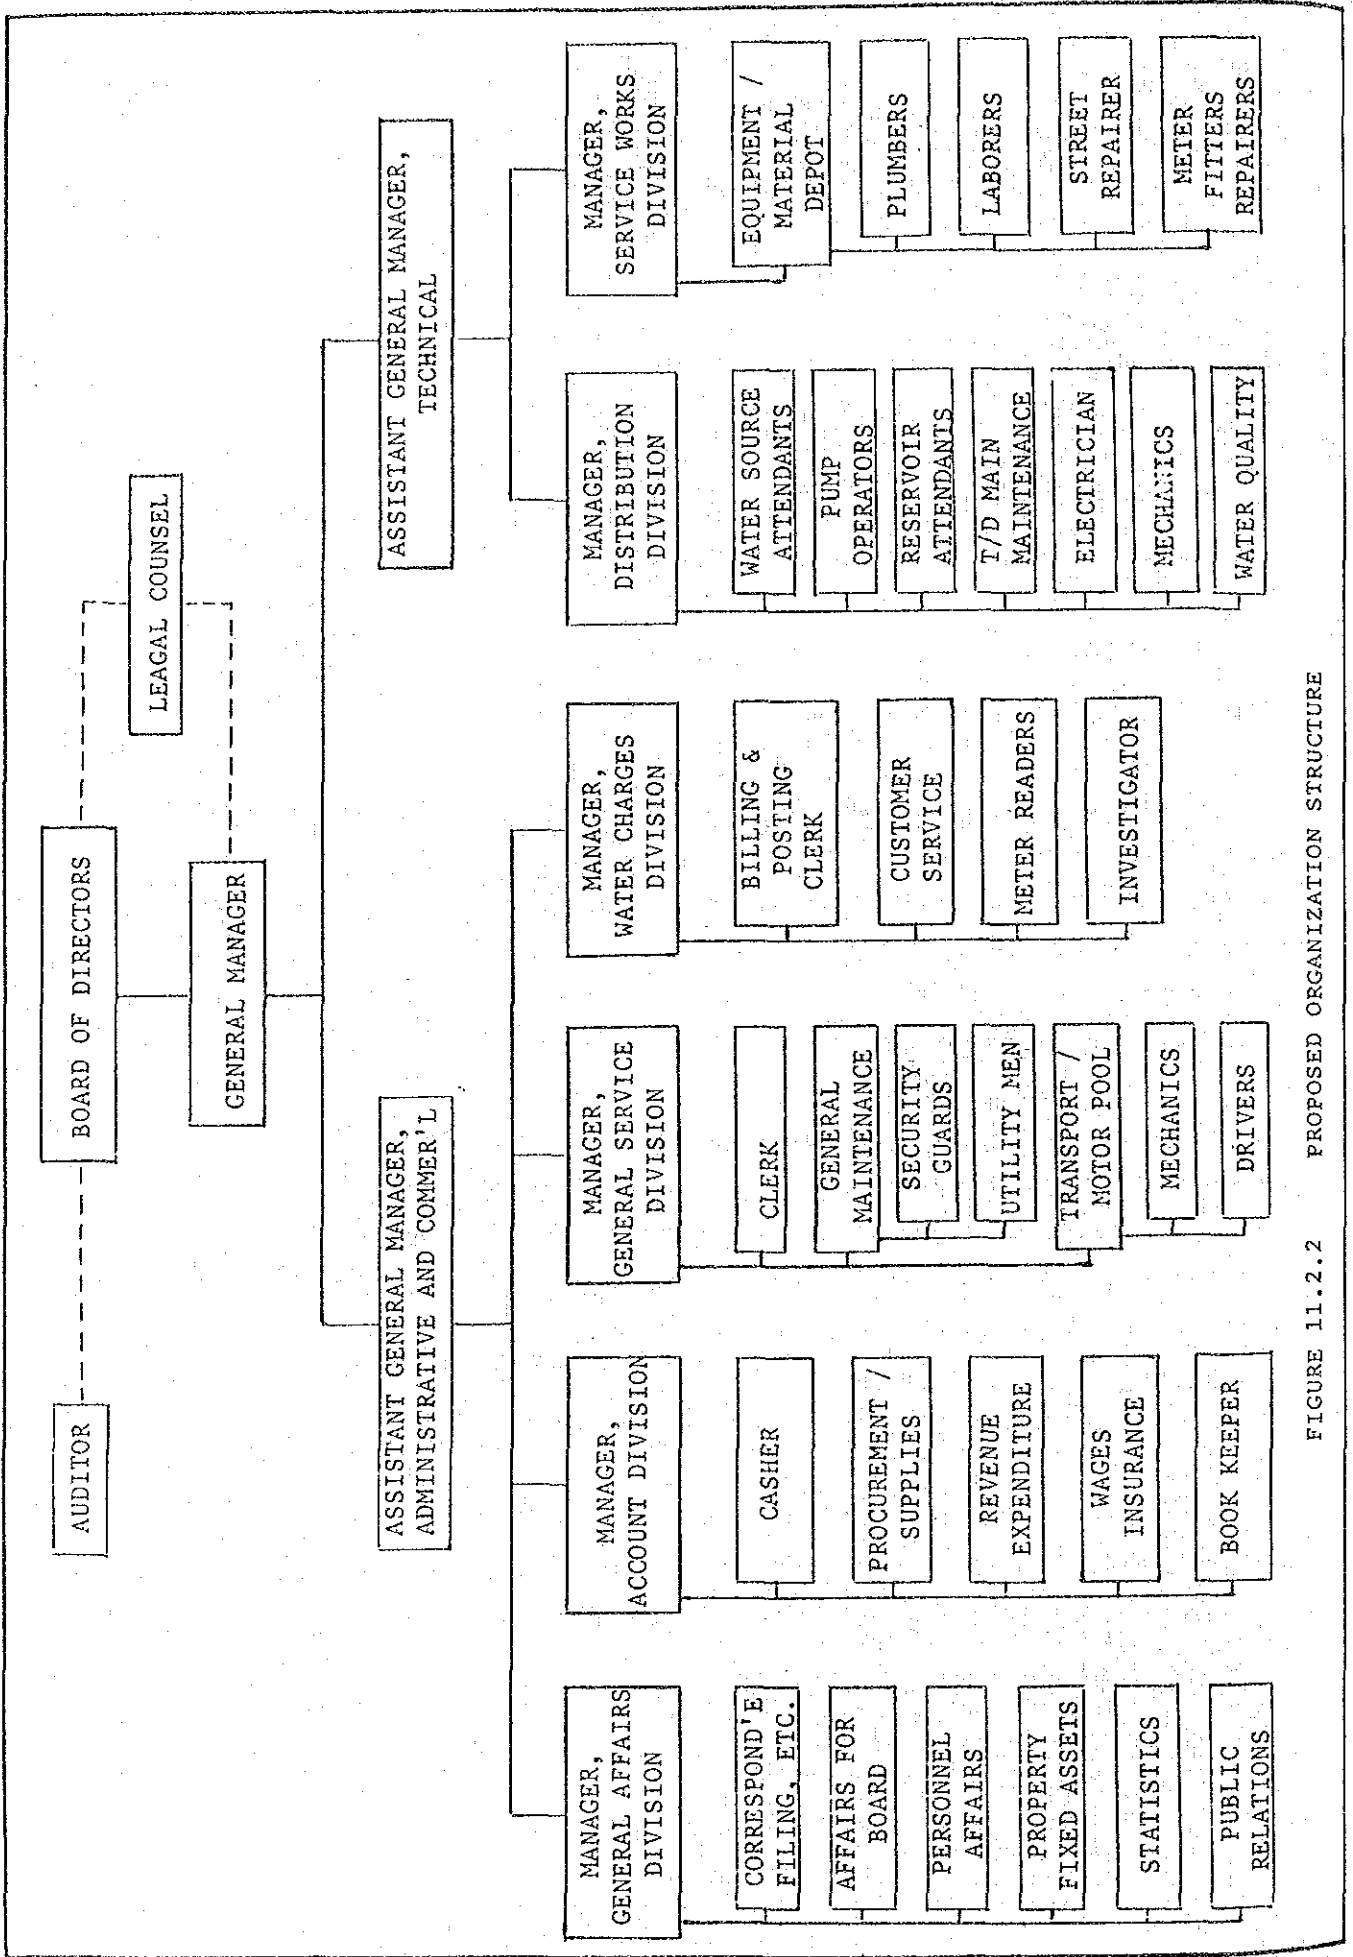 AUDITOR
BOARD OF DIRECTORS
LEAGAL COUNSEL
GENERAL MANAGER
ASSISTANT GENERAL MANAGER,
ADMINISTRATIVE AND COMMER'L
ASSISTANT GENERAL MANAGER,
TECHNICAL
MANAGER,
GENERAL AFFAIRS
DIVISION
CORRESPOND'E
FILING, ETC.
AFFAIRS FOR
BOARD
PERSONNEL
AFFAIRS
PROPERTY
FIXED ASSETS
STATISTICS
PUBLIC
RELATIONS
MANAGER,
ACCOUNT DIVISION
CASHER
PROCUREMENT /
SUPPLIES
REVENUE
EXPENDITURE
WAGES
INSURANCE
BOOK KEEPER
MANAGER,
GENERAL SERVICE
DIVISION
CLERK
GENERAL
MAINTENANCE
SECURITY
GUARDS
UTILITY MEN
TRANSPORT /
MOTOR POOL
MECHANICS
DRIVERS
MANAGER,
WATER CHARGES
DIVISION
BILLING &
POSTING
CLERK
CUSTOMER
SERVICE
METER READERS
INVESTIGATOR
MANAGER,
DISTRIBUTION
DIVISION
WATER SOURCE
ATTENDANTS
PUMP
OPERATORS
RESERVOIR
ATTENDANTS
T/D MAIN
MAINTENANCE
ELECTRICIAN
MECHANICS
WATER QUALITY
MANAGER,
SERVICE WORKS
DIVISION
EQUIPMENT /
MATERIAL
DEPOT
PLUMBERS
LABORERS
STREET
REPAIRER
METER
FITTERS
REPAIRERS
FIGURE 11.2.2 PROPOSED ORGANIZATION STRUCTURE